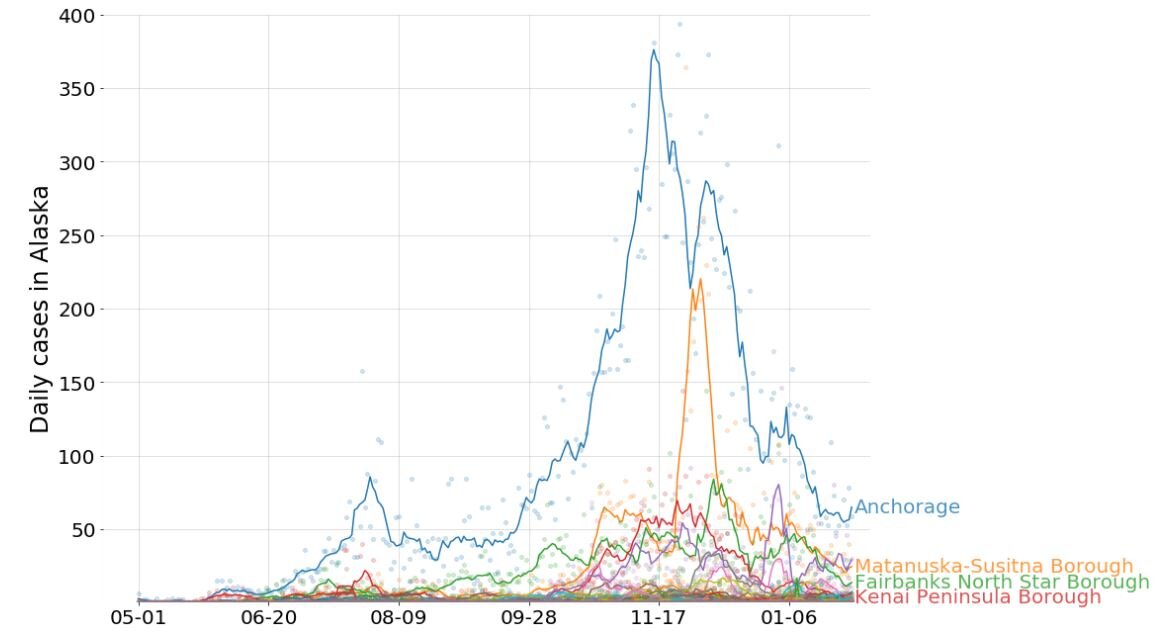 400
350
300
250
200
150
100
50
Daily cases in Alaska
Anchorage
Matanuska-Susitna Borough
Fairbanks North Star Borough
Kenai Peninsula Borough
05-01 06-20 08-09 09-28 11-17 01-06